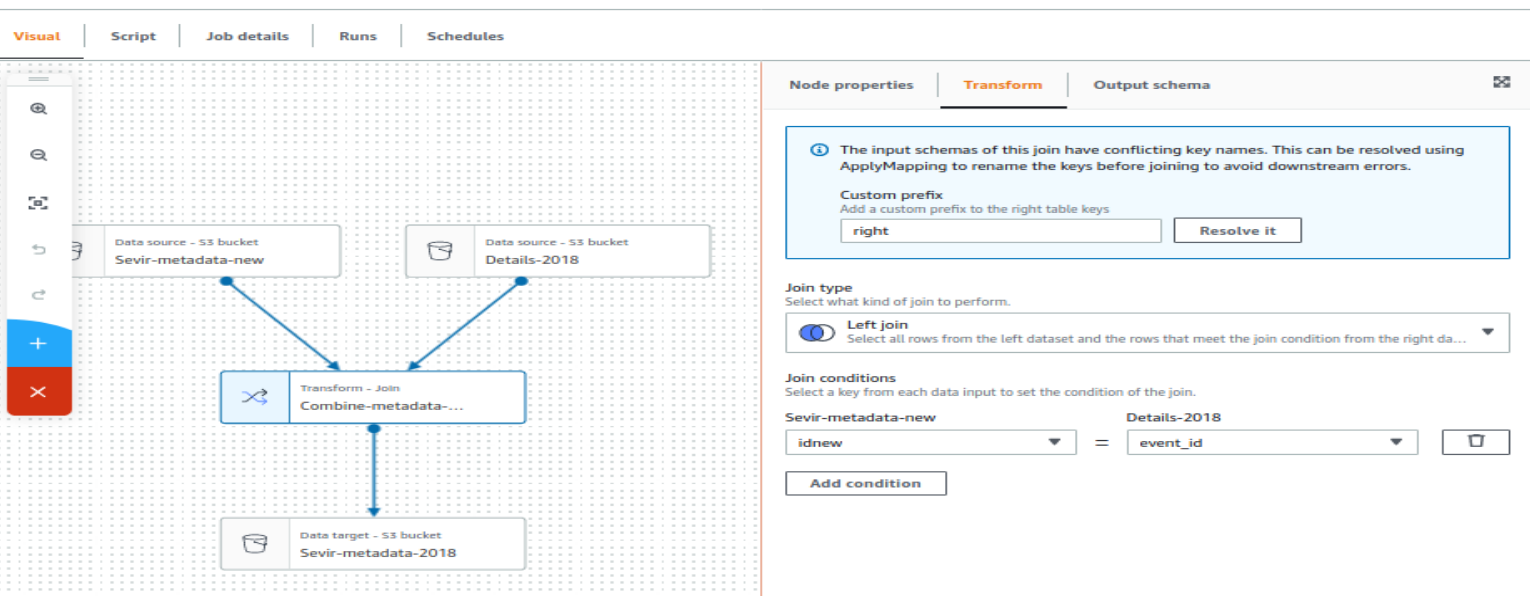 Visual
Script
Job details
Runs
Schedules
Data source - S3 bucket
Sevir-metadata-new
Data source - S3 bucket
Details-2018
Transform - Join
Combine-metadata-...
Data target - S3 bucket
Sevir-metadata-2018
Node properties
Transform
Output schema
The input schemas of this join have conflicting key names. This can be resolved using
ApplyMapping to rename the keys before joining to avoid downstream errors.
Custom prefix
Add a custom prefix to the right table keys
right
Resolve it
Join type
Select what kind of join to perform.
Left join
Select all rows from the left dataset and the rows that meet the join condition from the right da...
Join conditions
Select a key from each data input to set the condition of the join.
Sevir-metadata-new
Details-2018
idnew
=
event_id
Add condition